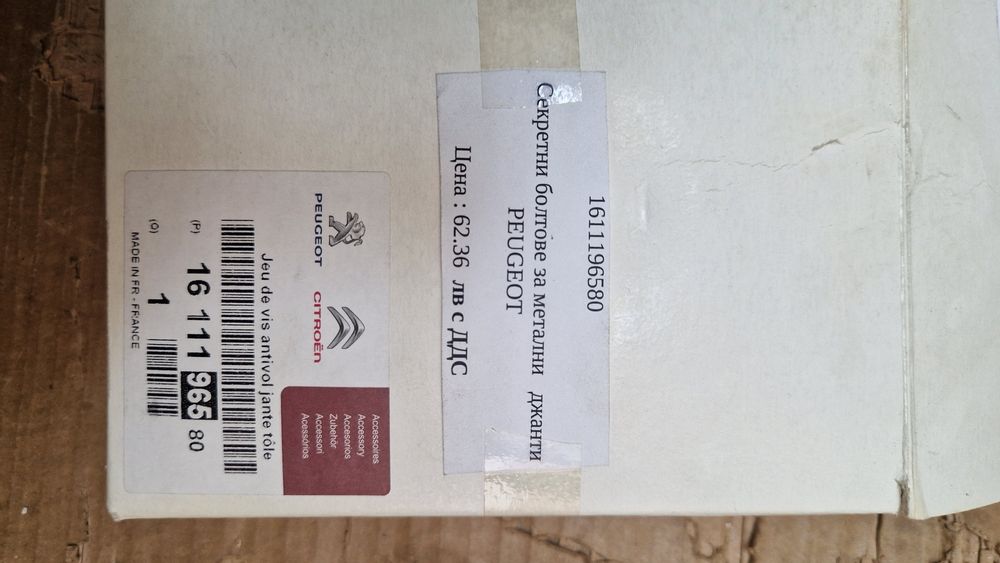 1611196580
Секретни болтове за метални джанти
PEUGEOT
Цена : 62.36 лв с ДДС
PEUGEOT
CITROËN
Accessoires
Accessory
Accesorios
Zubehör
Accessori
Acessórios
Jeu de vis antivol jante tôle
(P) 16 111 965 80
(Q) 1
MADE IN FR - FRANCE